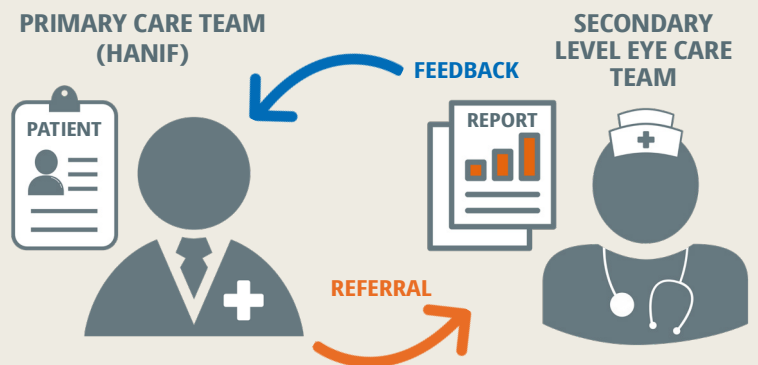 PRIMARY CARE TEAM
(HANIF)
SECONDARY
LEVEL EYE CARE
TEAM
FEEDBACK
PATIENT
REPORT
REFERRAL